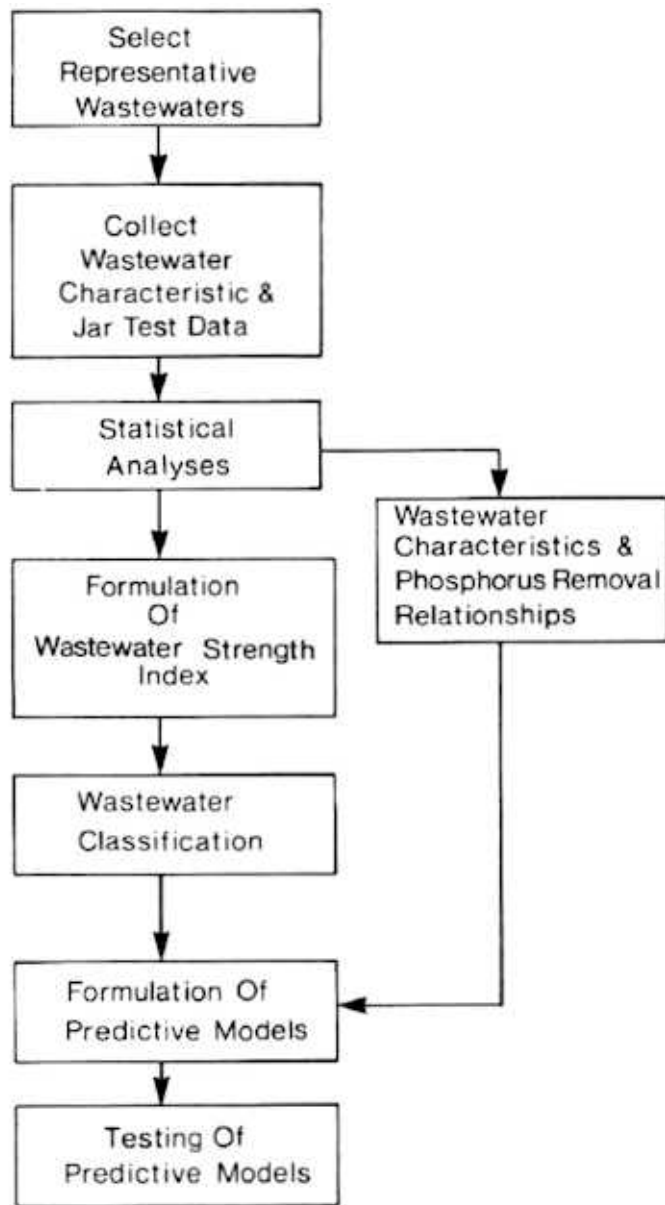 Select
Representative
Wastewaters
Collect
Wastewater
Characteristic &
Jar Test Data
Statistical
Analyses
Wastewater
Characteristics &
Phosphorus Removal
Relationships
Formulation
Of
Wastewater Strength
Index
Wastewater
Classification
Formulation Of
Predictive Models
Testing Of
Predictive Models